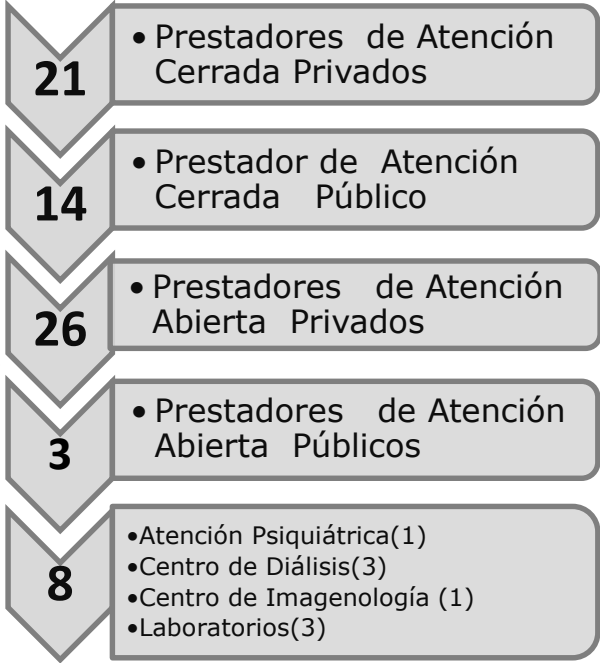 21
• Prestadores de Atención
Cerrada Privados
14
• Prestador de Atención
Cerrada Público
26
• Prestadores de Atención
Abierta Privados
3
• Prestadores de Atención
Abierta Públicos
8
•Atención Psiquiátrica(1)
•Centro de Diálisis(3)
•Centro de Imagenología (1)
•Laboratorios(3)